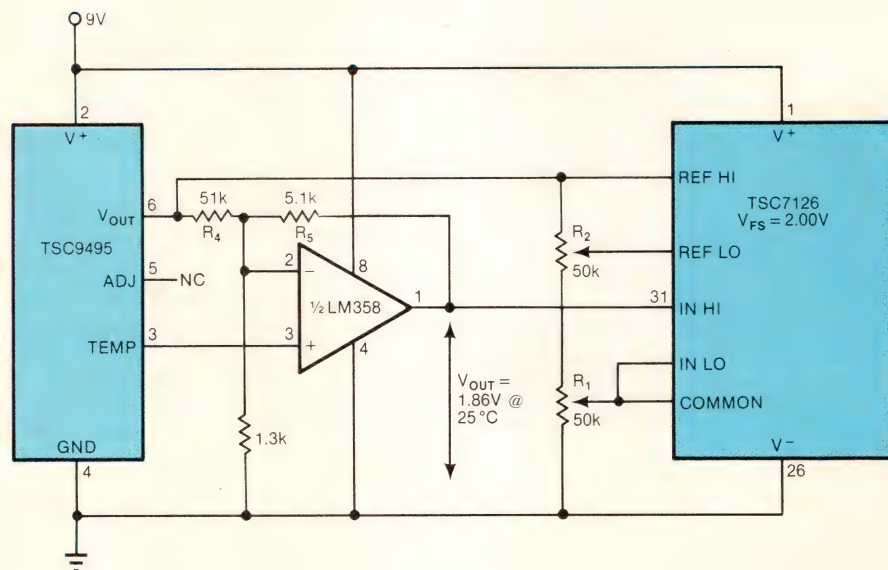 9V
2
V+
V OUT
6
TSC9495
ADJ
5
NC
TEMP
3
GND
4
51k
R4
5.1k
R5
2
−
8
½ LM358
1
3
+
4
1.3k
VOUT =
1.86V @
25°C
R2
50k
R1
50k
1
V+
REF HI
TSC7126
VFS = 2.00V
REF LO
31
IN HI
IN LO
COMMON
V−
26